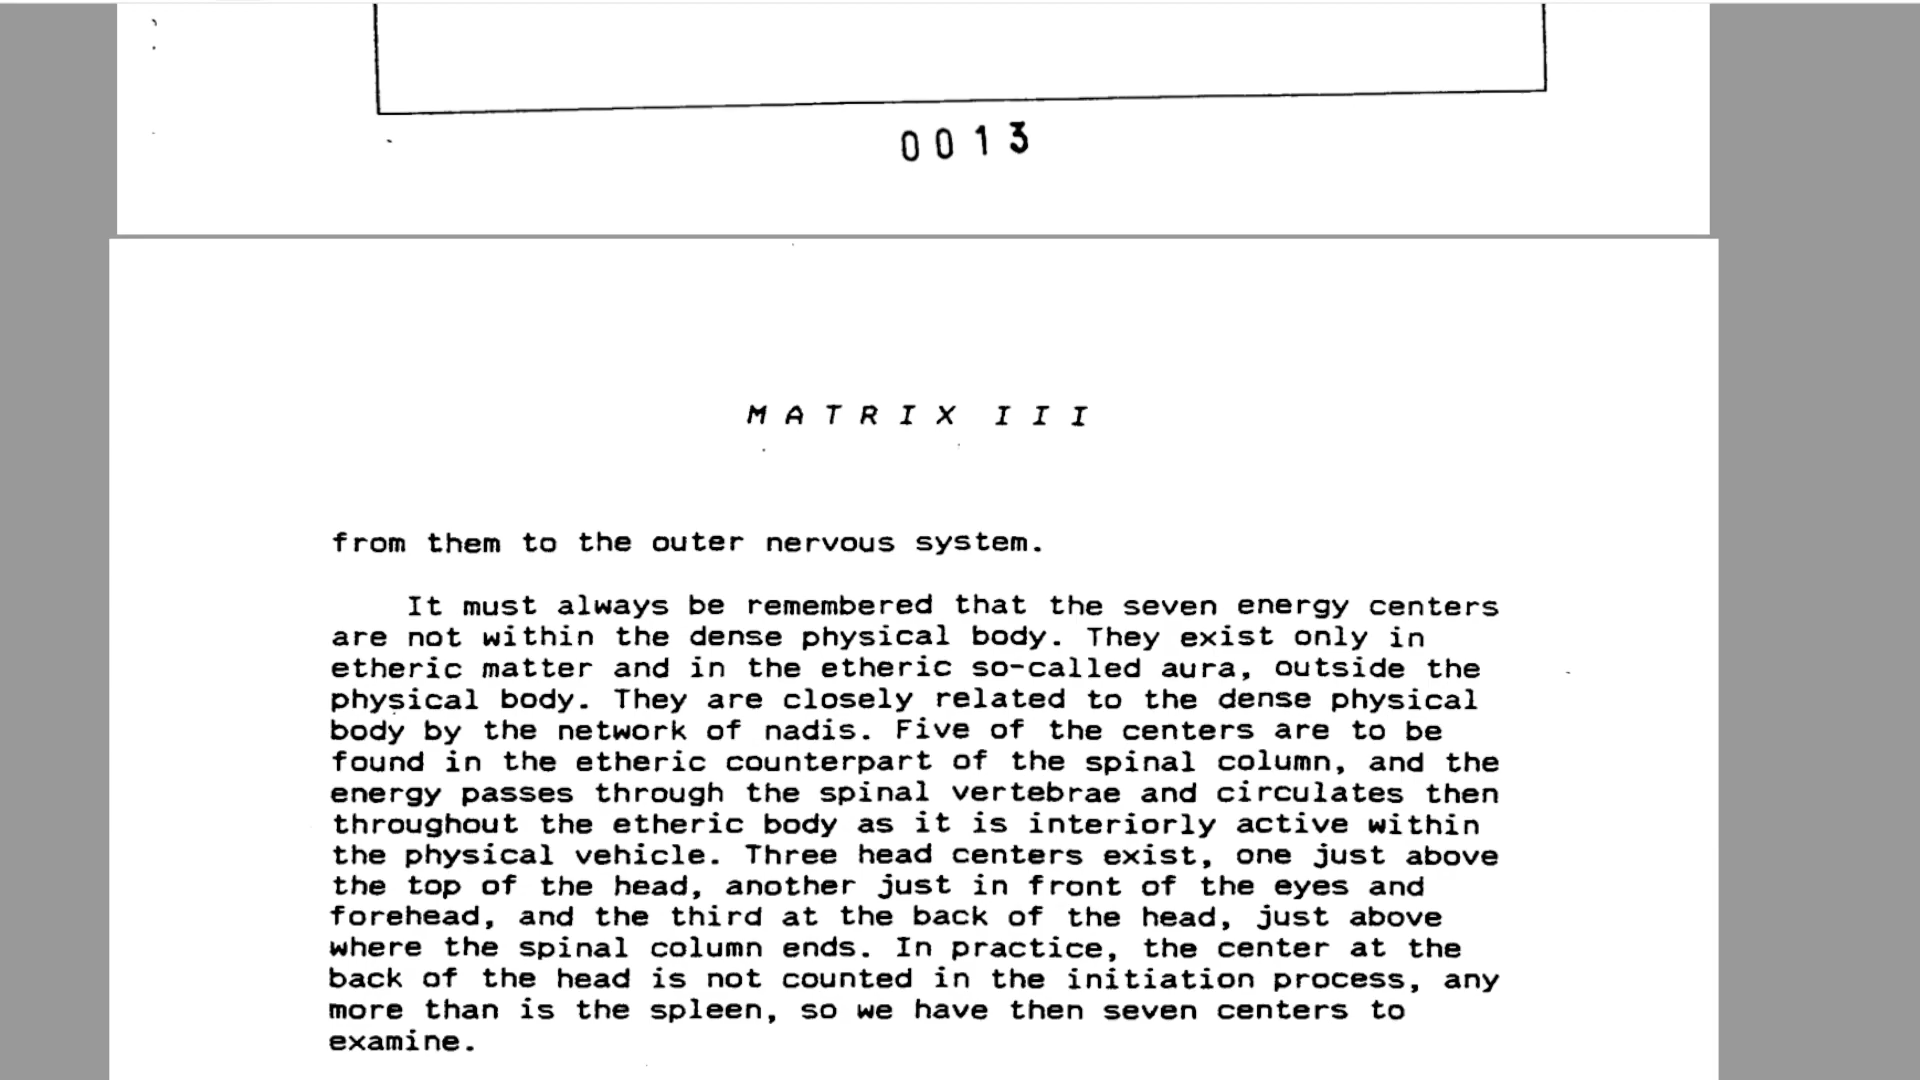 0013
MATRIX III
from them to the outer nervous system.
It must always be remembered that the seven energy centers
are not within the dense physical body. They exist only in
etheric matter and in the etheric so-called aura, outside the
physical body. They are closely related to the dense physical
body by the network of nadis. Five of the centers are to be
found in the etheric counterpart of the spinal column, and the
energy passes through the spinal vertebrae and circulates then
throughout the etheric body as it is interiorly active within
the physical vehicle. Three head centers exist, one just above
the top of the head, another just in front of the eyes and
forehead, and the third at the back of the head, just above
where the spinal column ends. In practice, the center at the
back of the head is not counted in the initiation process, any
more than is the spleen, so we have then seven centers to
examine.